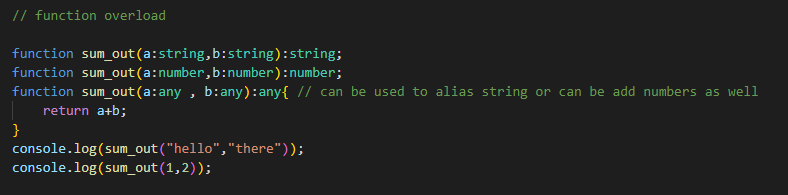 // function overload
function sum_out(a:string,b:string):string;
function sum_out(a:number,b:number):number;
function sum_out(a:any , b:any):any{ // can be used to alias string or can be add numbers as well
    return a+b;
}
console.log(sum_out("hello","there"));
console.log(sum_out(1,2));